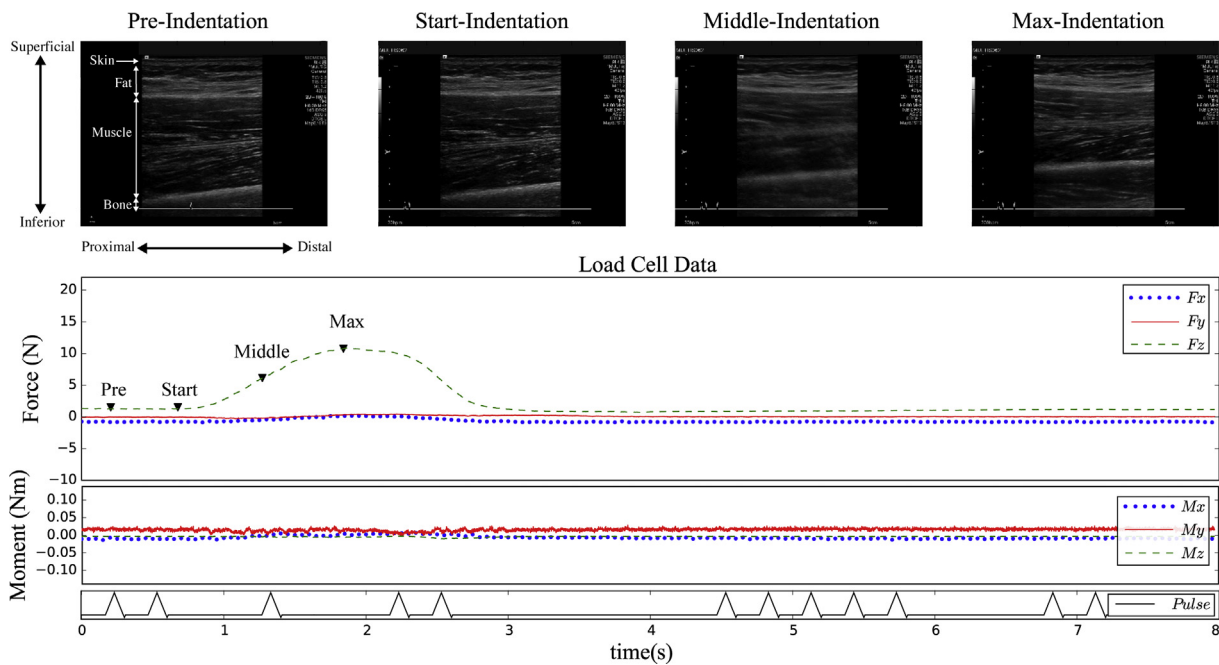 Pre-Indentation
Start-Indentation
Middle-Indentation
Max-Indentation
Superficial
Skin
Fat
Muscle
Bone
Inferior
Proximal
Distal
Load Cell Data
Force (N)
20
15
10
5
0
−5
−10
Pre
Start
Middle
Max
Fx
Fy
Fz
Moment (Nm)
0.10
0.05
0.00
−0.05
−0.10
Mx
My
Mz
Pulse
0 1 2 3 4 5 6 7 8
time(s)